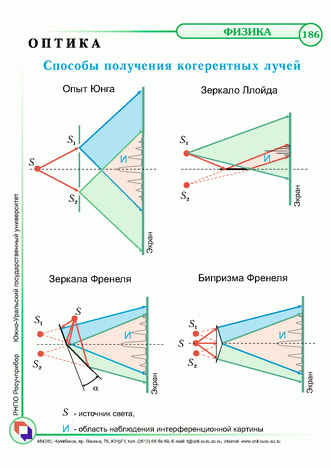 ФИЗИКА
186
ОПТИКА
Способы получения когерентных лучей
Опыт Юнга
Зеркало Ллойда
S
S₁
S₂
И
Экран
S₁
S₂
И
Экран
Зеркала Френеля
Бипризма Френеля
S₁
S
S₂
И
α
Экран
S₁
S
S₂
И
Экран
S - источник света,
И - область наблюдения интерференционной картины
РНПО Росучприбор Южно-Уральский государственный университет